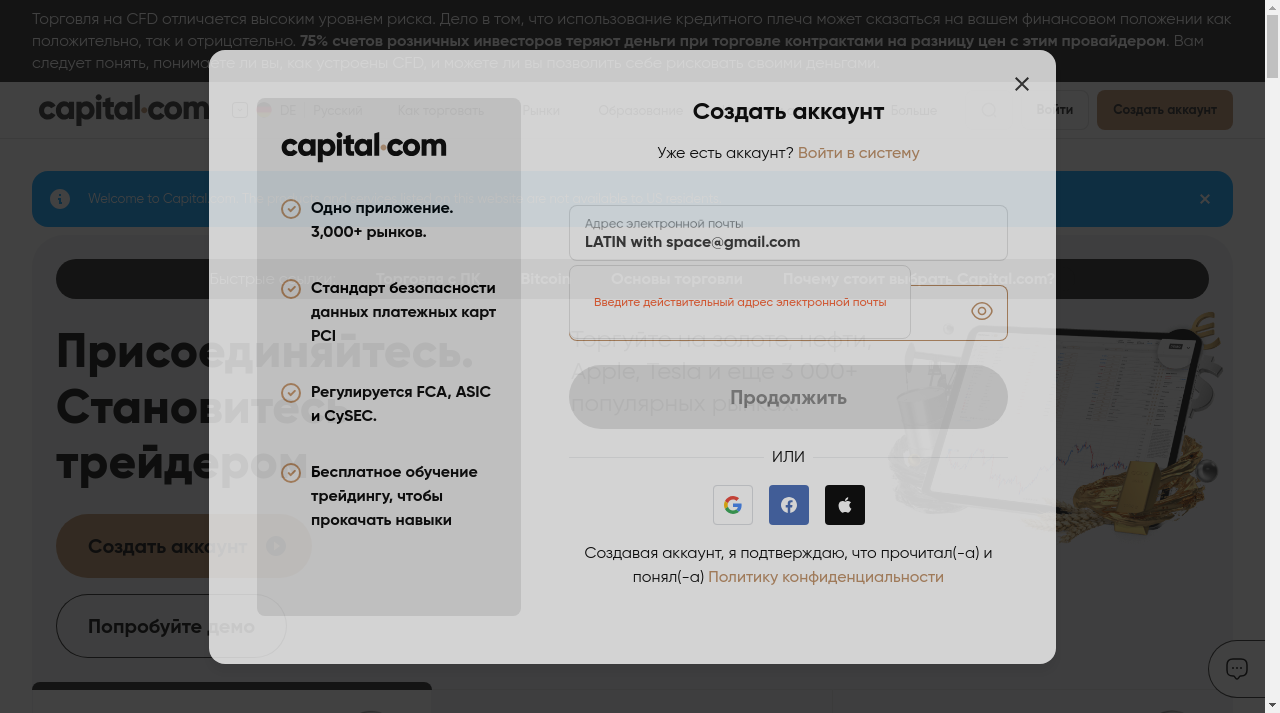 Торговля на CFD отличается высоким уровнем риска. Дело в том, что использование кредитного плеча может сказаться на вашем финансовом положении как
положительно, так и отрицательно. 75% счетов розничных инвесторов теряют деньги при торговле контрактами на разницу цен с этим провайдером. Вам
следует понять, понимаете ли вы, как устроены CFD, и можете ли вы позволить себе рисковать своими деньгами.
capital.com
DE
Русский
Как торговать
Рынки
Образование
Больше
Войти
Создать аккаунт
Welcome to Capital.com
Быстрые ссылки:
Торговля с ПК
Bitcoin
Основы торговли
Почему стоит выбрать Capital.com?
Присоединяйтесь.
Становитесь
трейдером
Торгуйте на золоте, нефти,
Apple, Tesla и еще 3 000+
популярных рынках.
Создать аккаунт
Попробуйте демо
capital.com
Одно приложение.
3,000+ рынков.
Стандарт безопасности
данных платежных карт
PCI
Регулируется FCA, ASIC
и CySEC.
Бесплатное обучение
трейдингу, чтобы
прокачать навыки
Создать аккаунт
Уже есть аккаунт? Войти в систему
Адрес электронной почты
LATIN with space@gmail.com
Введите действительный адрес электронной почты
Продолжить
ИЛИ
Создавая аккаунт, я подтверждаю, что прочитал(-а) и
понял(-а) Политику конфиденциальности